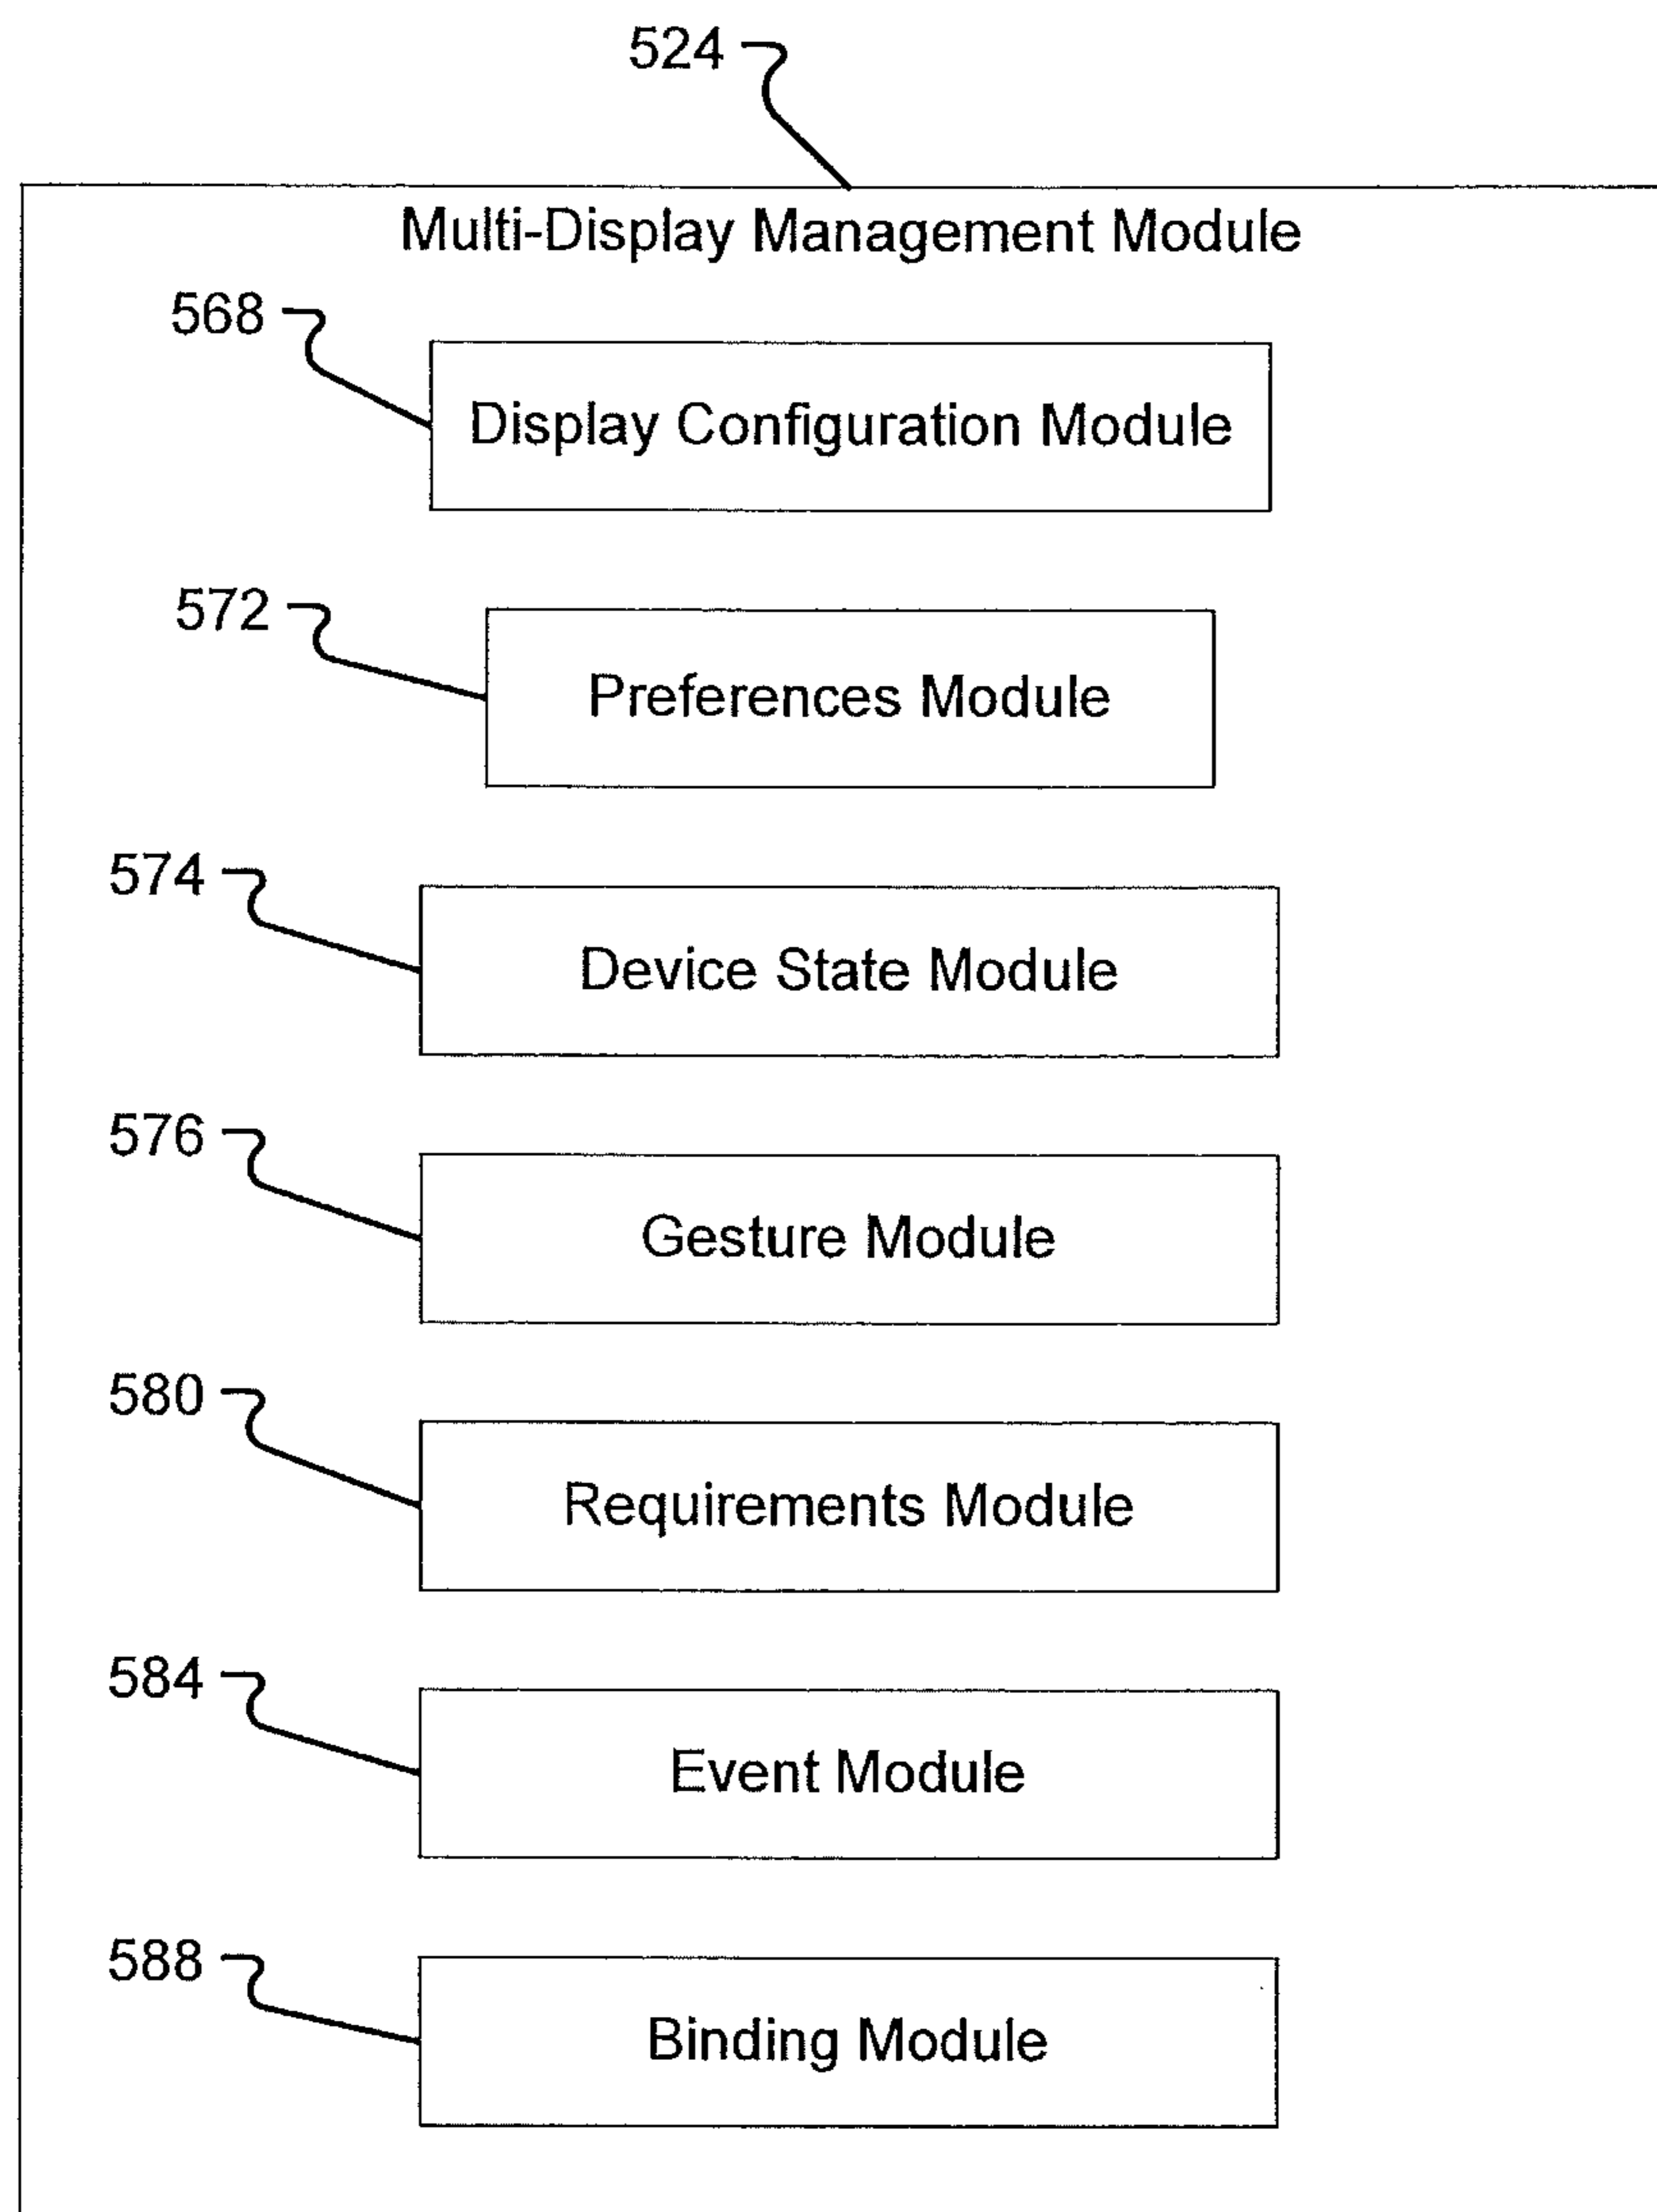 524
Multi-Display Management Module
568
Display Configuration Module
572
Preferences Module
574
Device State Module
576
Gesture Module
580
Requirements Module
584
Event Module
588
Binding Module